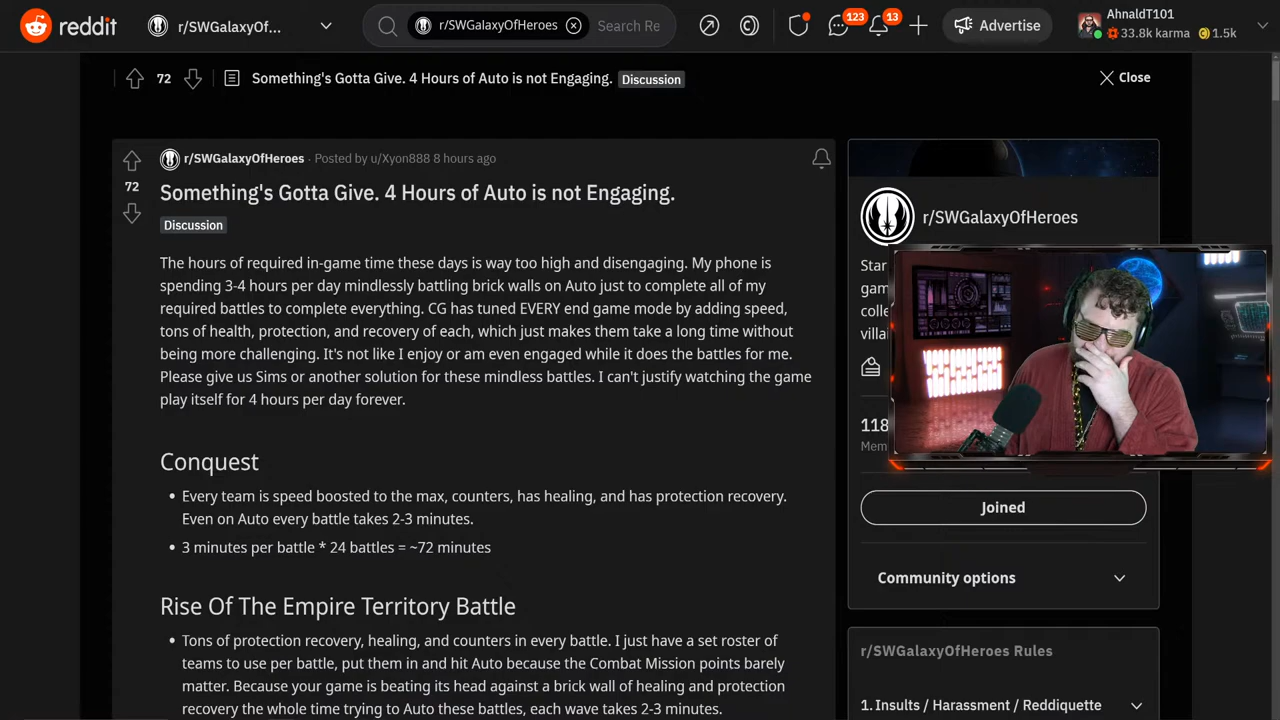 reddit
r/SWGalaxyOf...
r/SWGalaxyOfHeroes
Search Re
123
13
Advertise
AhnaldT101
33.8k karma
1.5k
72
Something's Gotta Give. 4 Hours of Auto is not Engaging.
Discussion
Close
r/SWGalaxyOfHeroes · Posted by u/Xyon888 8 hours ago
72
Something's Gotta Give. 4 Hours of Auto is not Engaging.
Discussion
The hours of required in-game time these days is way too high and disengaging. My phone is
spending 3-4 hours per day mindlessly battling brick walls on Auto just to complete all of my
required battles to complete everything. CG has tuned EVERY end game mode by adding speed,
tons of health, protection, and recovery of each, which just makes them take a long time without
being more challenging. It's not like I enjoy or am even engaged while it does the battles for me.
Please give us Sims or another solution for these mindless battles. I can't justify watching the game
play itself for 4 hours per day forever.
Conquest
• Every team is speed boosted to the max, counters, has healing, and has protection recovery.
Even on Auto every battle takes 2-3 minutes.
• 3 minutes per battle * 24 battles = ~72 minutes
Rise Of The Empire Territory Battle
• Tons of protection recovery, healing, and counters in every battle. I just have a set roster of
teams to use per battle, put them in and hit Auto because the Combat Mission points barely
matter. Because your game is beating its head against a brick wall of healing and protection
recovery the whole time trying to Auto these battles, each wave takes 2-3 minutes.
r/SWGalaxyOfHeroes
Star
gam
colle
villai
118
Mem
Joined
Community options
r/SWGalaxyOfHeroes Rules
1. Insults / Harassment / Reddiquette